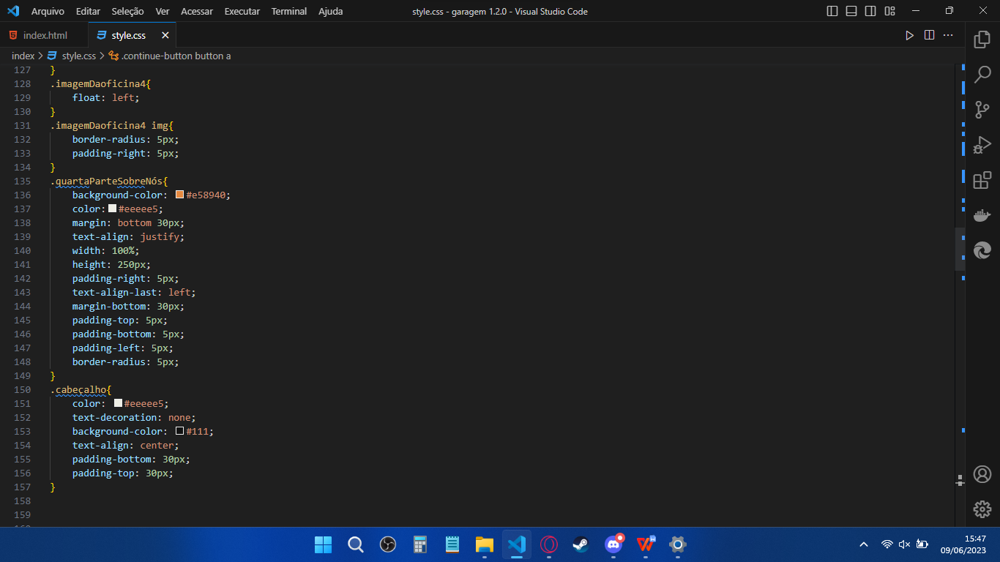 Arquivo Editar Seleção Ver Acessar Executar Terminal Ajuda style.css - garagem 1.2.0 - Visual Studio Code
index.html style.css
index > style.css > .continue-button button a
127 }
128 .imagemDaoficina4{
129 float: left;
130 }
131 .imagemDaoficina4 img{
132 border-radius: 5px;
133 padding-right: 5px;
134 }
135 .quartaParteSobreNós{
136 background-color: #e58940;
137 color: #eeeee5;
138 margin: bottom 30px;
139 text-align: justify;
140 width: 100%;
141 height: 250px;
142 padding-right: 5px;
143 text-align-last: left;
144 margin-bottom: 30px;
145 padding-top: 5px;
146 padding-bottom: 5px;
147 padding-left: 5px;
148 border-radius: 5px;
149 }
150 .cabeçalho{
151 color: #eeeee5;
152 text-decoration: none;
153 background-color: #111;
154 text-align: center;
155 padding-bottom: 30px;
156 padding-top: 30px;
157 }
158
159
15:47
09/06/2023